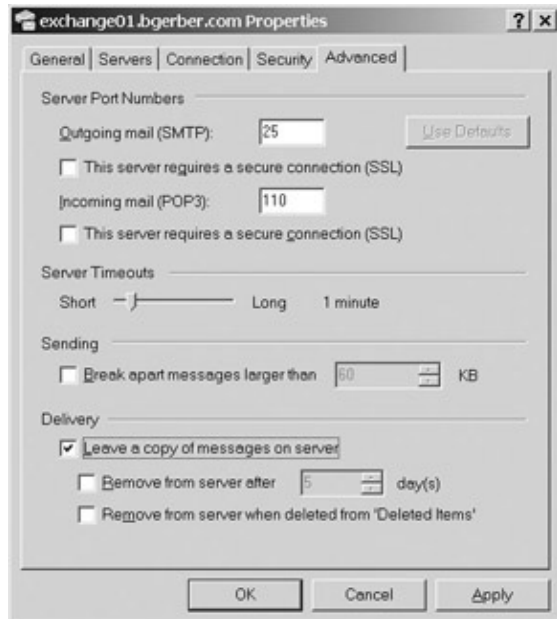 exchange01.bgerber.com Properties
General Servers Connection Security Advanced
Server Port Numbers
Outgoing mail (SMTP): 25 Use Defaults
This server requires a secure connection (SSL)
Incoming mail (POP3): 110
This server requires a secure connection (SSL)
Server Timeouts
Short Long 1 minute
Sending
Break apart messages larger than 60 KB
Delivery
Leave a copy of messages on server
Remove from server after 5 day(s)
Remove from server when deleted from 'Deleted Items'
OK Cancel Apply